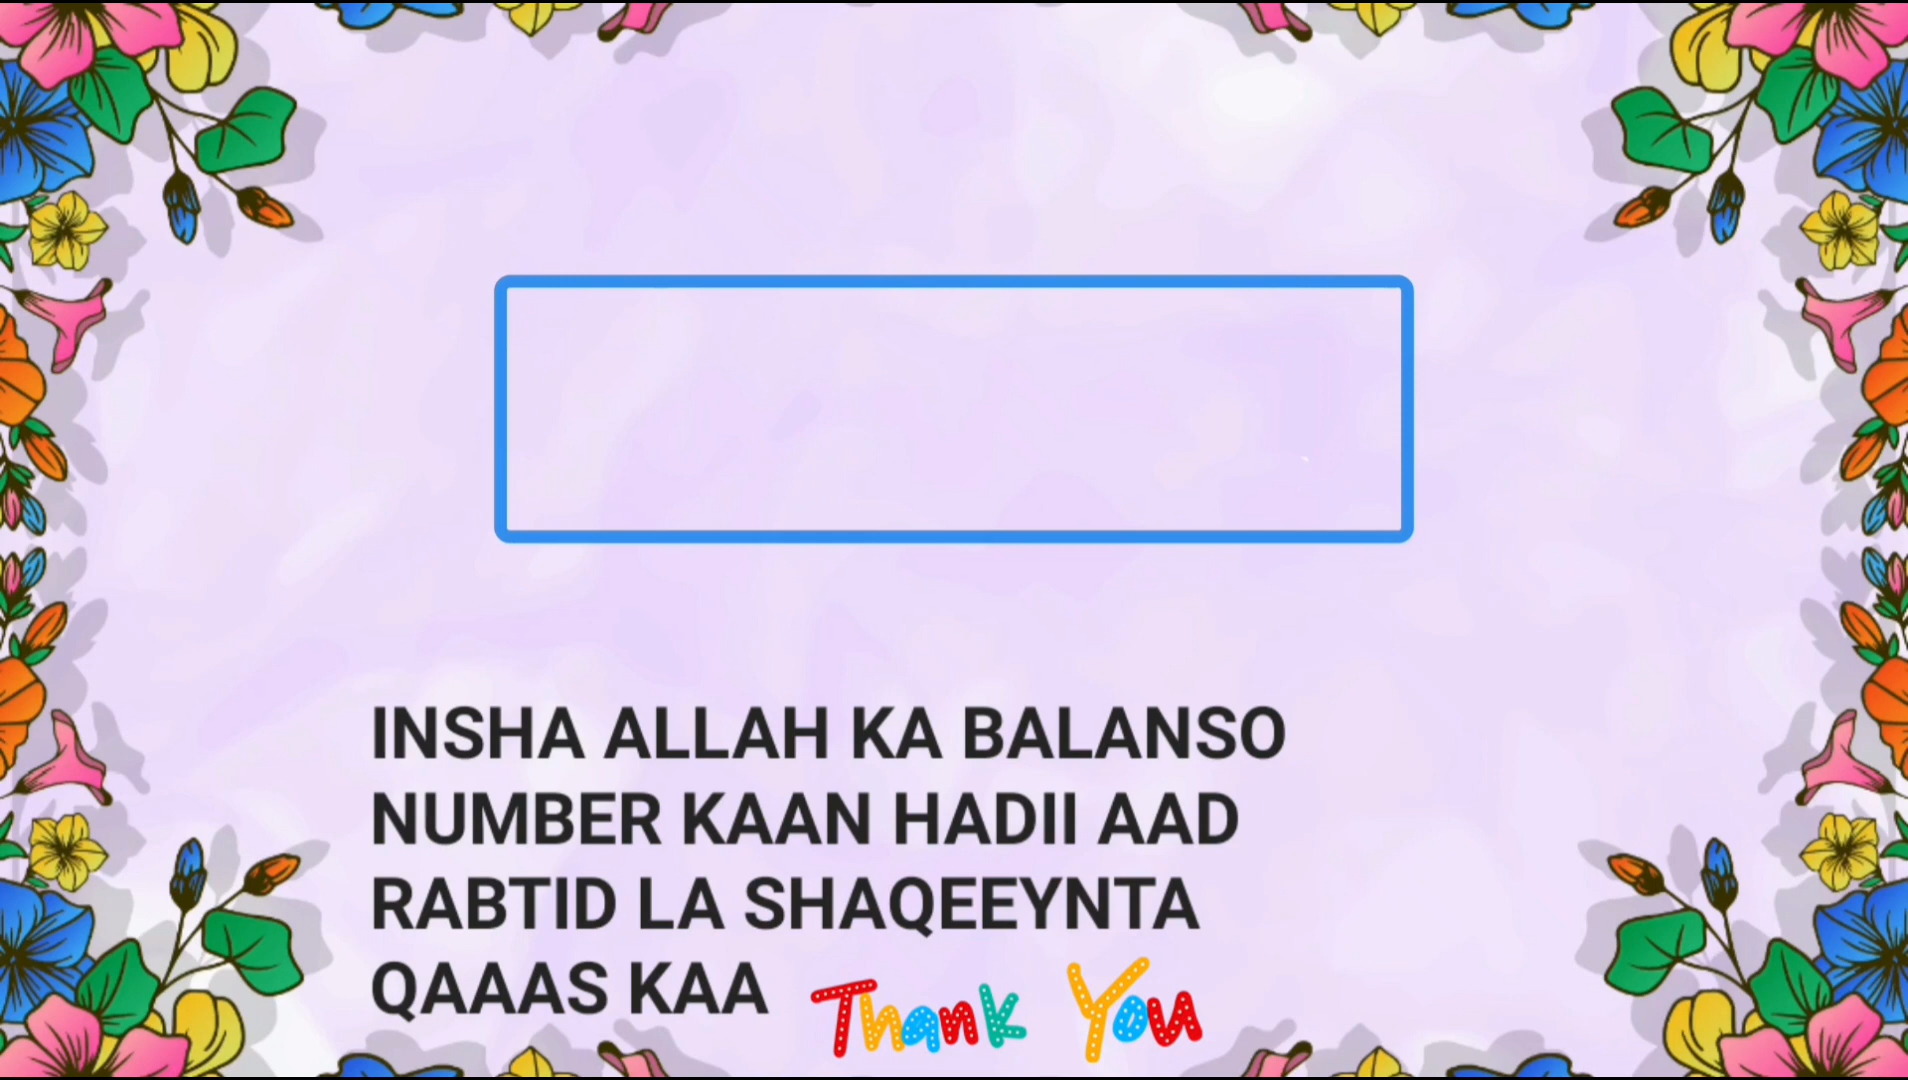 INSHA ALLAH KA BALANSO
NUMBER KAAN HADII AAD
RABTID LA SHAQEEYNTA
QAAAS KAA
Thank You